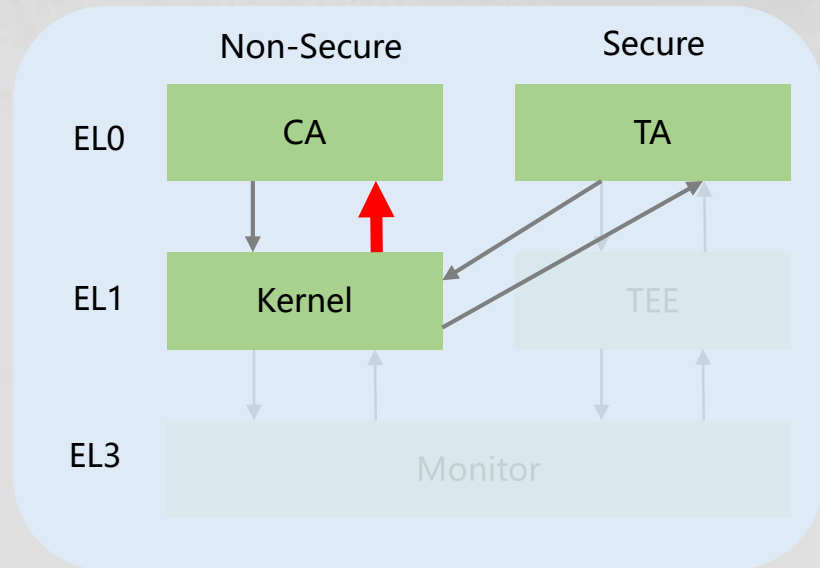 Non-Secure
Secure
EL0
CA
TA
EL1
Kernel
TEE
EL3
Monitor